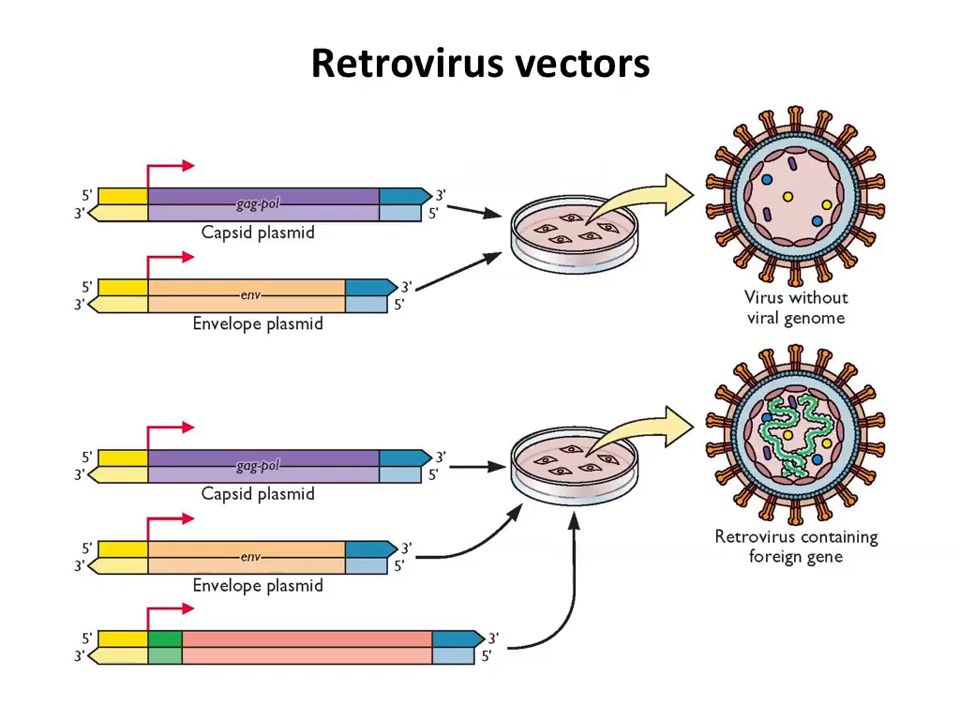 Retrovirus vectors
5' 3'
gag-pol
3' 5'
Capsid plasmid
5' 3'
env
3' 5'
Envelope plasmid
Virus without
viral genome
5' 3'
gag-pol
3' 5'
Capsid plasmid
5' 3'
env
3' 5'
Envelope plasmid
Retrovirus containing
foreign gene
5' 3'
3' 5'